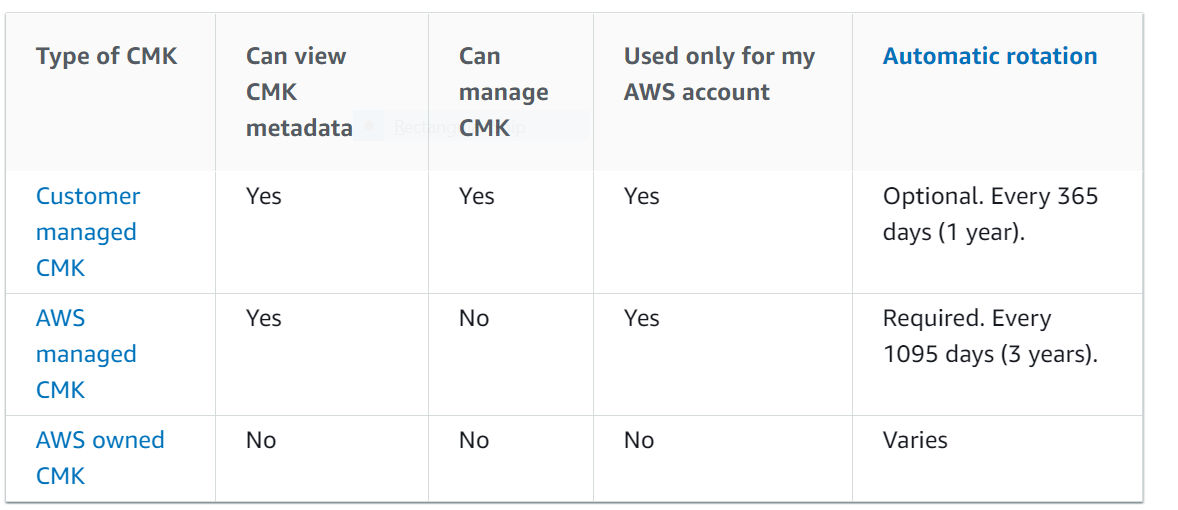 Type of CMK
Can view
CMK
metadata
Can
manage
CMK
Used only for my
AWS account
Automatic rotation
Customer
managed
CMK
Yes
Yes
Yes
Optional. Every 365
days (1 year).
AWS
managed
CMK
Yes
No
Yes
Required. Every
1095 days (3 years).
AWS owned
CMK
No
No
No
Varies